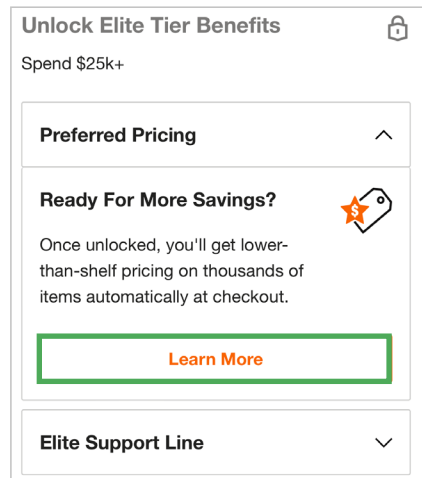 Unlock Elite Tier Benefits
Spend $25k+
Preferred Pricing
Ready For More Savings?
$
Once unlocked, you'll get lower-
than-shelf pricing on thousands of
items automatically at checkout.
Learn More
Elite Support Line